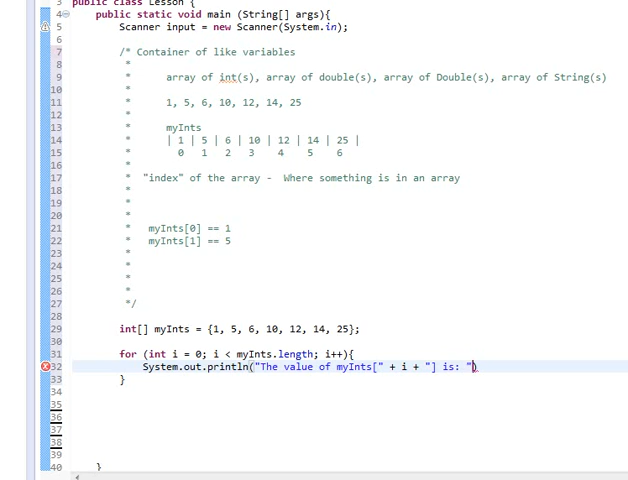 3 public class Lesson {
4 public static void main (String[] args){
5 Scanner input = new Scanner(System.in);
6
7 /* Container of like variables
8 *
9 * array of int(s), array of double(s), array of Double(s), array of String(s)
10 *
11 * 1, 5, 6, 10, 12, 14, 25
12 *
13 * myInts
14 * | 1 | 5 | 6 | 10 | 12 | 14 | 25 |
15 * 0 1 2 3 4 5 6
16 *
17 * "index" of the array - Where something is in an array
18 *
19 *
20 *
21 * myInts[0] == 1
22 * myInts[1] == 5
23 *
24 *
25 *
26 *
27 */
28
29 int[] myInts = {1, 5, 6, 10, 12, 14, 25};
30
31 for (int i = 0; i < myInts.length; i++){
32 System.out.println("The value of myInts[" + i + "] is: ")
33 }
34
35
36
37
38
39
40 }